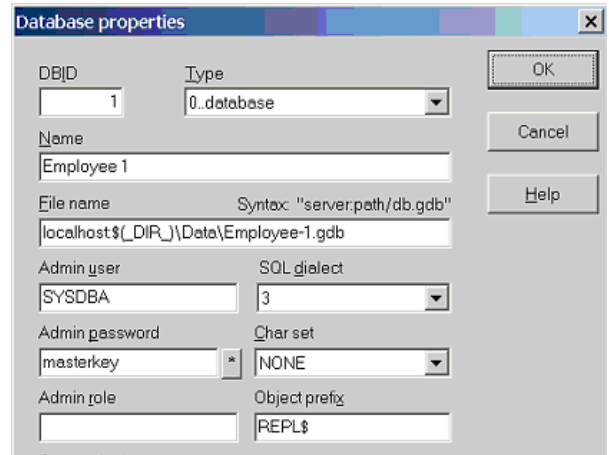 Database properties
DBID Type OK
1 0..database
Name Cancel
Employee 1
File name Syntax: "server:path/db.gdb" Help
localhost:$(_DIR_)\Data\Employee-1.gdb
Admin user SQL dialect
SYSDBA 3
Admin password Char set
masterkey * NONE
Admin role Object prefix
REPL$